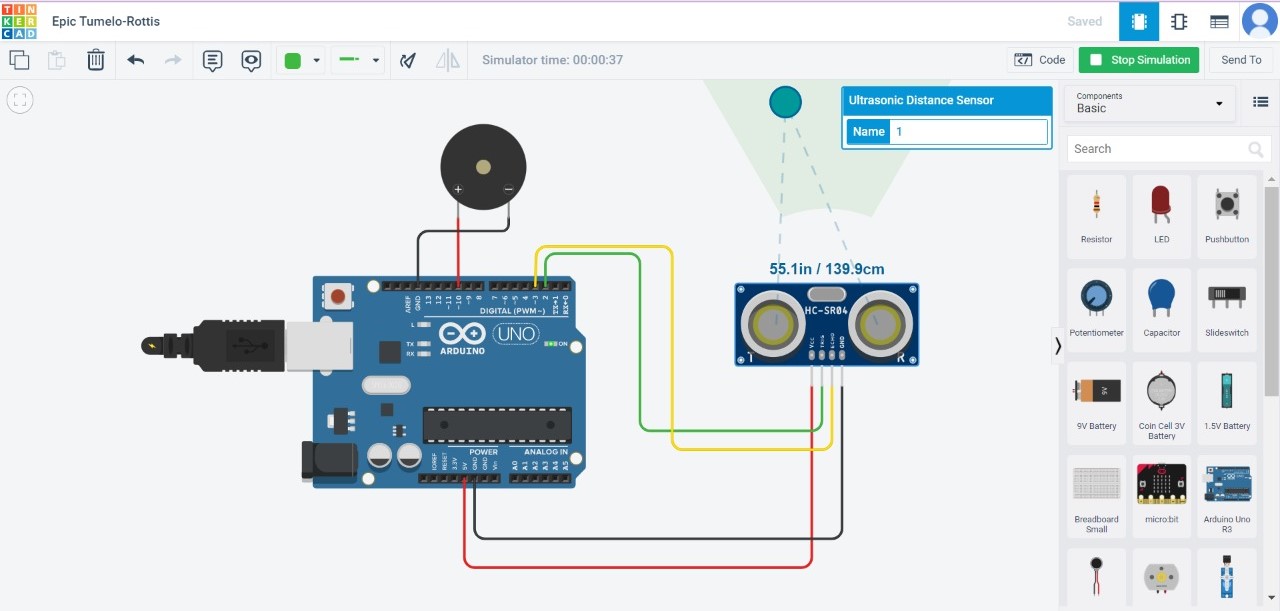 TIN
KER
CAD
Epic Tumelo-Rottis
Saved
Simulator time: 00:00:37
Code
Stop Simulation
Send To
Ultrasonic Distance Sensor
Name 1
Components
Basic
Search
Resistor
LED
Pushbutton
Potentiometer
Capacitor
Slideswitch
9V
9V Battery
Coin Cell 3V
Battery
1.5V Battery
Breadboard
Small
micro:bit
Arduino Uno
R3
+
−
55.1in / 139.9cm
HC-SR04
VCC
TRIG
ECHO
GND
T
R
AREF
GND
13
12
~11
~10
~9
8
7
~6
~5
4
~3
2
TX→1
RX←0
DIGITAL (PWM~)
L
TX
RX
ARDUINO
UNO
ON
POWER
ANALOG IN
IOREF
RESET
3.3V
5V
GND
GND
Vin
A0
A1
A2
A3
A4
A5